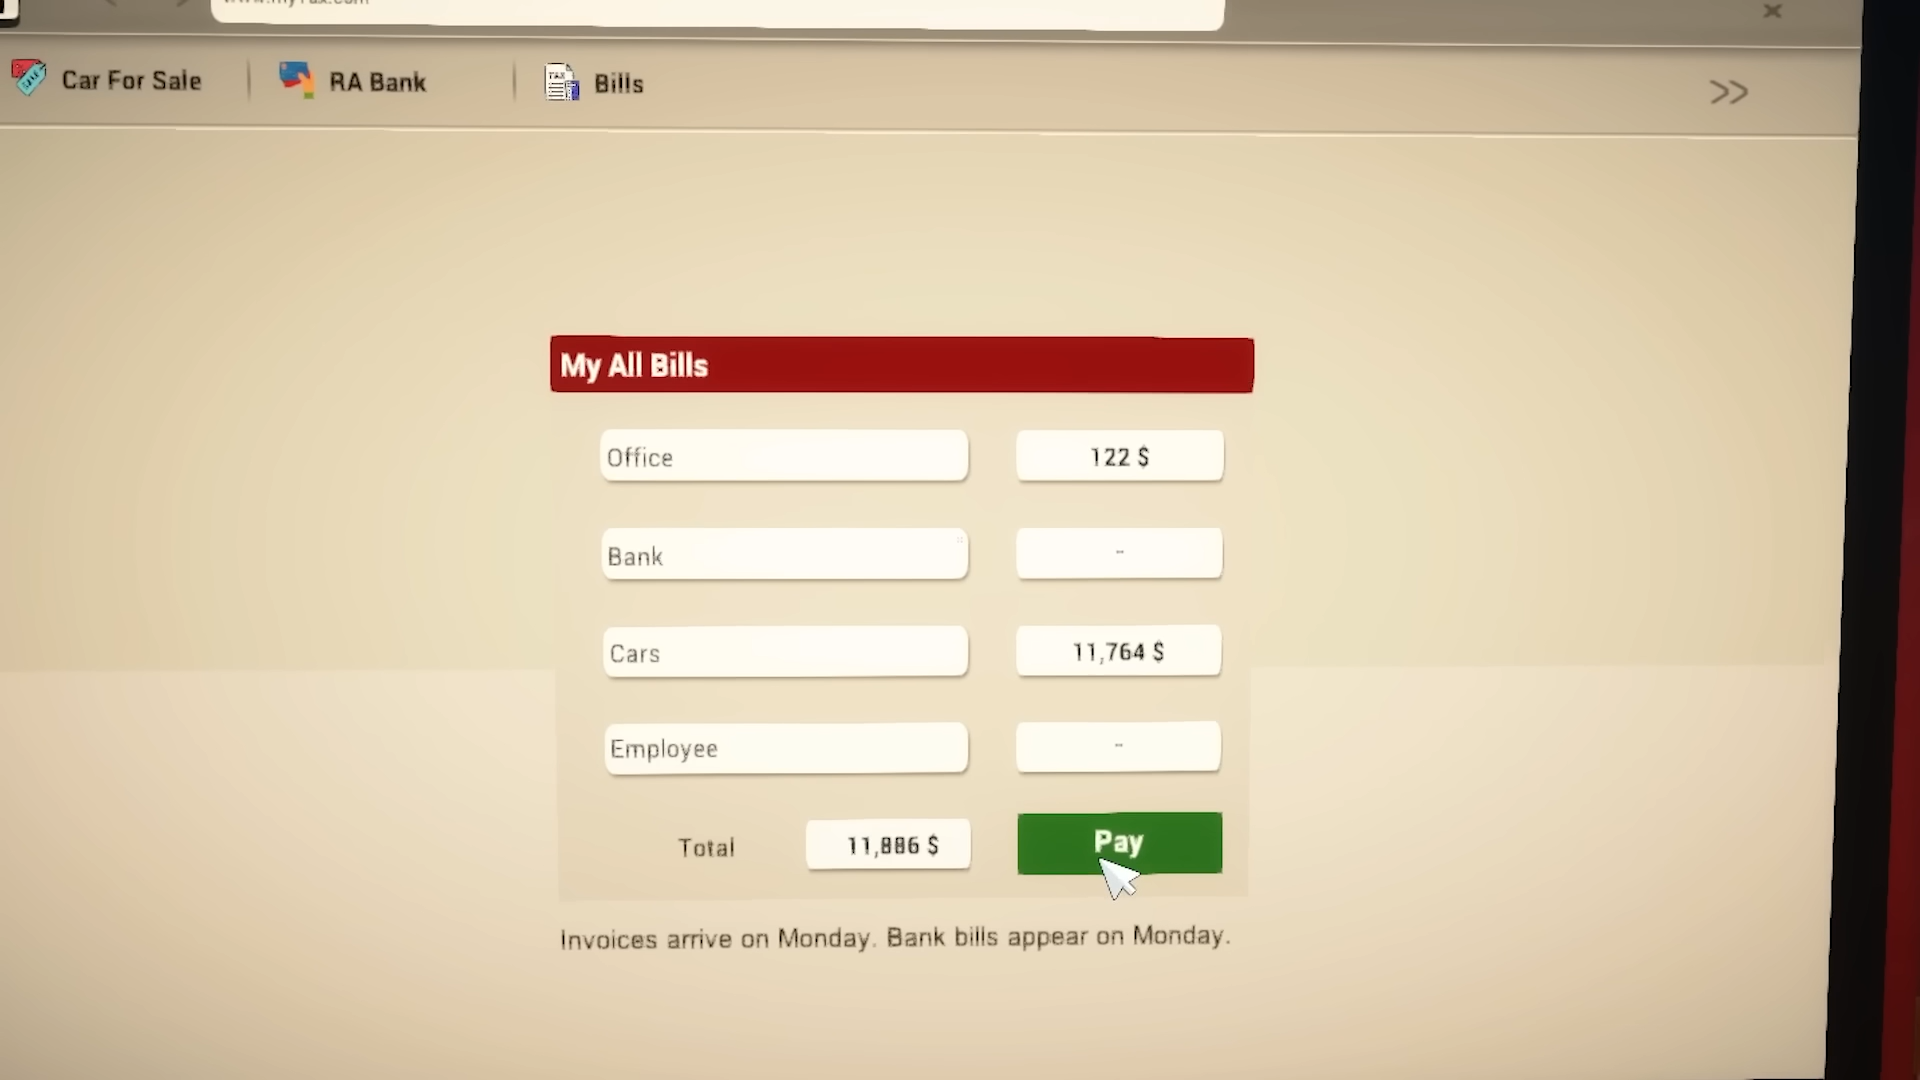 Car For Sale
RA Bank
Bills
My All Bills
Office
122 $
Bank
-
Cars
11,764 $
Employee
-
Total
11,886 $
Pay
Invoices arrive on Monday. Bank bills appear on Monday.